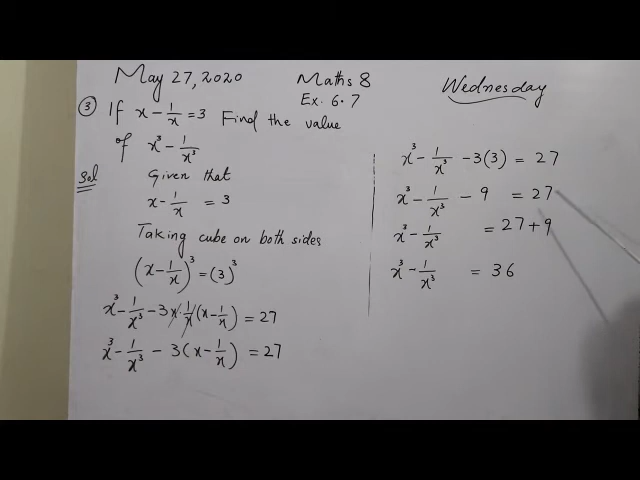 May 27, 2020 Maths 8 Wednesday
Ex. 6.7
③ If x - 1/x = 3 Find the value
of x³ - 1/x³
Sol Given that
x - 1/x = 3
Taking cube on both sides
(x - 1/x)³ = (3)³
x³ - 1/x³ - 3x·1/x(x - 1/x) = 27
x³ - 1/x³ - 3(x - 1/x) = 27
x³ - 1/x³ - 3(3) = 27
x³ - 1/x³ - 9 = 27
x³ - 1/x³ = 27 + 9
x³ - 1/x³ = 36